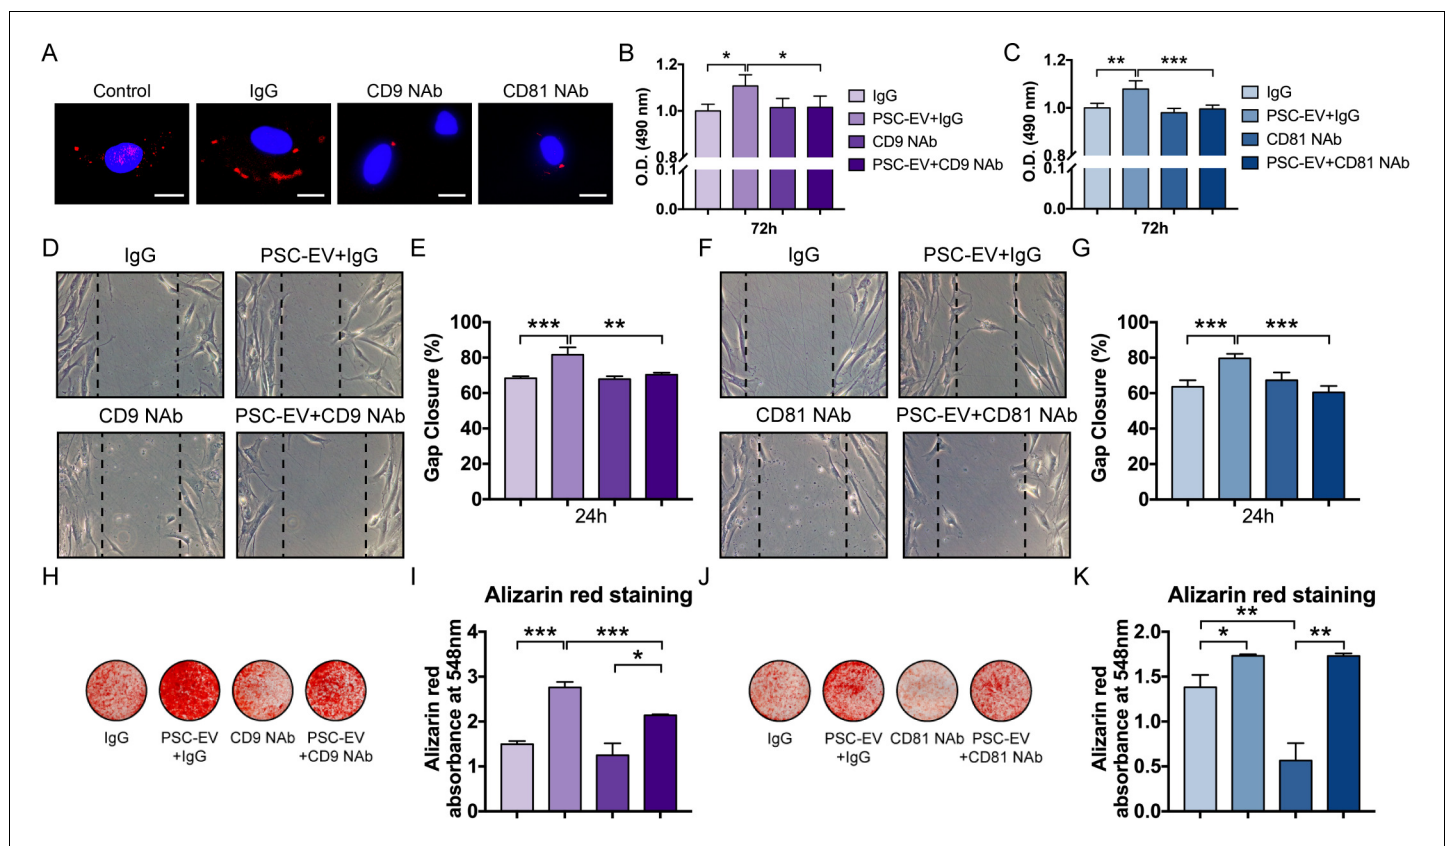 A
Control
IgG
CD9 NAb
CD81 NAb
B
O.D. (490 nm)
1.2
1.0
0.8
0.1
0.0
*
*
72h
IgG
PSC-EV+IgG
CD9 NAb
PSC-EV+CD9 NAb
C
O.D. (490 nm)
1.2
1.0
0.8
0.1
0.0
**
***
72h
IgG
PSC-EV+IgG
CD81 NAb
PSC-EV+CD81 NAb
D
IgG
PSC-EV+IgG
CD9 NAb
PSC-EV+CD9 NAb
E
Gap Closure (%)
100
80
60
40
20
0
***
**
24h
F
IgG
PSC-EV+IgG
CD81 NAb
PSC-EV+CD81 NAb
G
Gap Closure (%)
100
80
60
40
20
0
***
***
24h
H
IgG
PSC-EV
+IgG
CD9 NAb
PSC-EV
+CD9 NAb
I
Alizarin red staining
Alizarin red
absorbance at 548nm
4
3
2
1
0
***
***
*
J
IgG
PSC-EV
+IgG
CD81 NAb
PSC-EV
+CD81 NAb
K
Alizarin red staining
Alizarin red
absorbance at 548nm
2.0
1.5
1.0
0.5
0.0
**
*
**